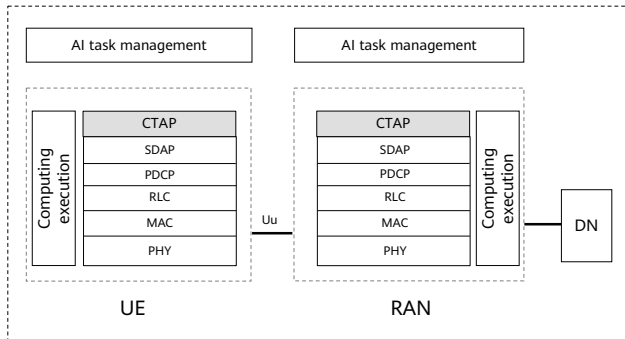 AI task management
AI task management
Computing
execution
CTAP
SDAP
PDCP
RLC
MAC
PHY
Uu
CTAP
SDAP
PDCP
RLC
MAC
PHY
Computing
execution
DN
UE
RAN